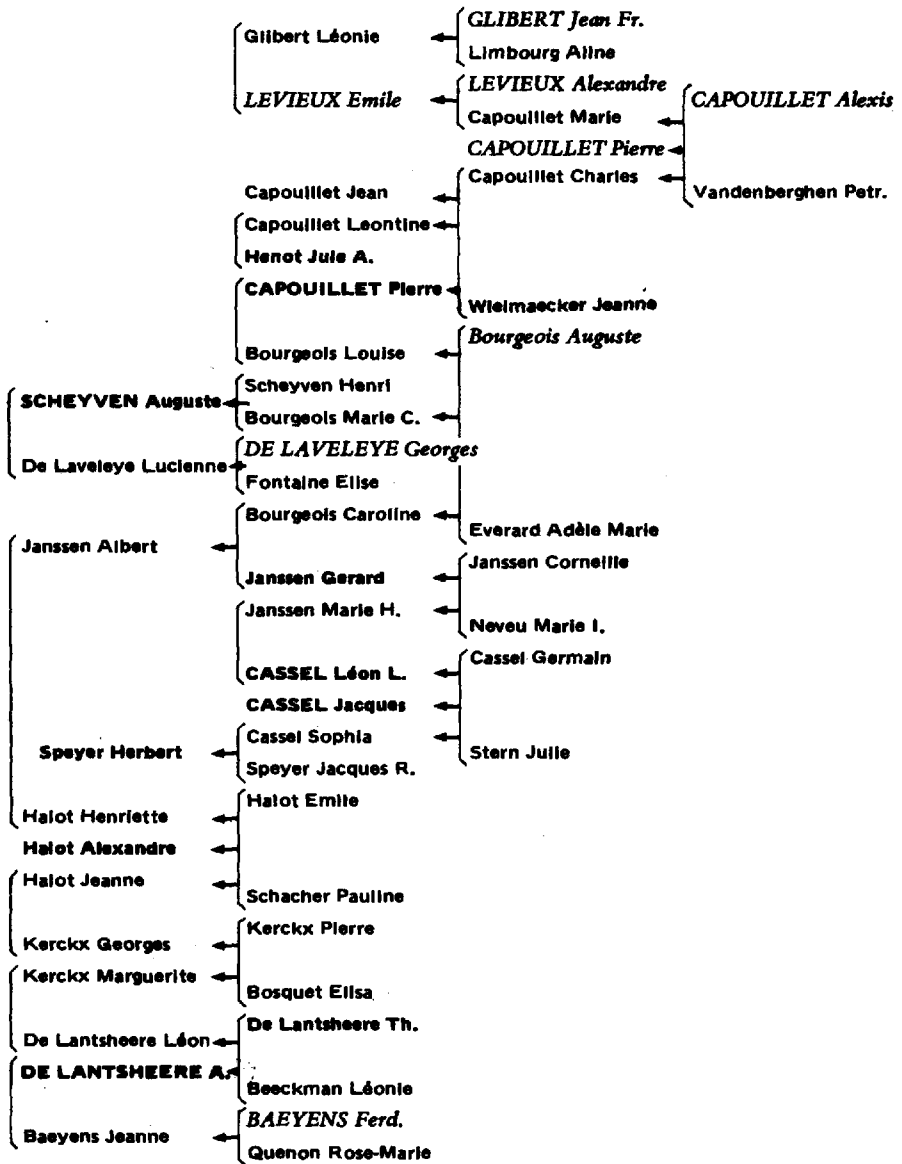 GLIBERT Jean Fr.
Glibert Léonie
Limbourg Aline
LEVIEUX Alexandre
LEVIEUX Emile
CAPOUILLET Alexis
Capouillet Marie
CAPOUILLET Pierre
Capouillet Charles
Capouillet Jean
Vandenberghen Petr.
Capouillet Leontine
Henot Jule A.
CAPOUILLET Pierre
Wielmaecker Jeanne
Bourgeois Auguste
Bourgeois Louise
Scheyven Henri
SCHEYVEN Auguste
Bourgeois Marie C.
DE LAVELEYE Georges
De Laveleye Lucienne
Fontaine Elise
Bourgeois Caroline
Everard Adèle Marie
Janssen Albert
Janssen Corneille
Janssen Gerard
Janssen Marie H.
Neveu Marie I.
Cassel Germain
CASSEL Léon L.
CASSEL Jacques
Cassel Sophia
Speyer Herbert
Stern Julie
Speyer Jacques R.
Halot Emile
Halot Henriette
Halot Alexandre
Halot Jeanne
Schacher Pauline
Kerckx Pierre
Kerckx Georges
Kerckx Marguerite
Bosquet Elisa
De Lantsheere Th.
De Lantsheere Léon
DE LANTSHEERE A.
Beeckman Léonie
BAEYENS Ferd.
Baeyens Jeanne
Quenon Rose-Marie